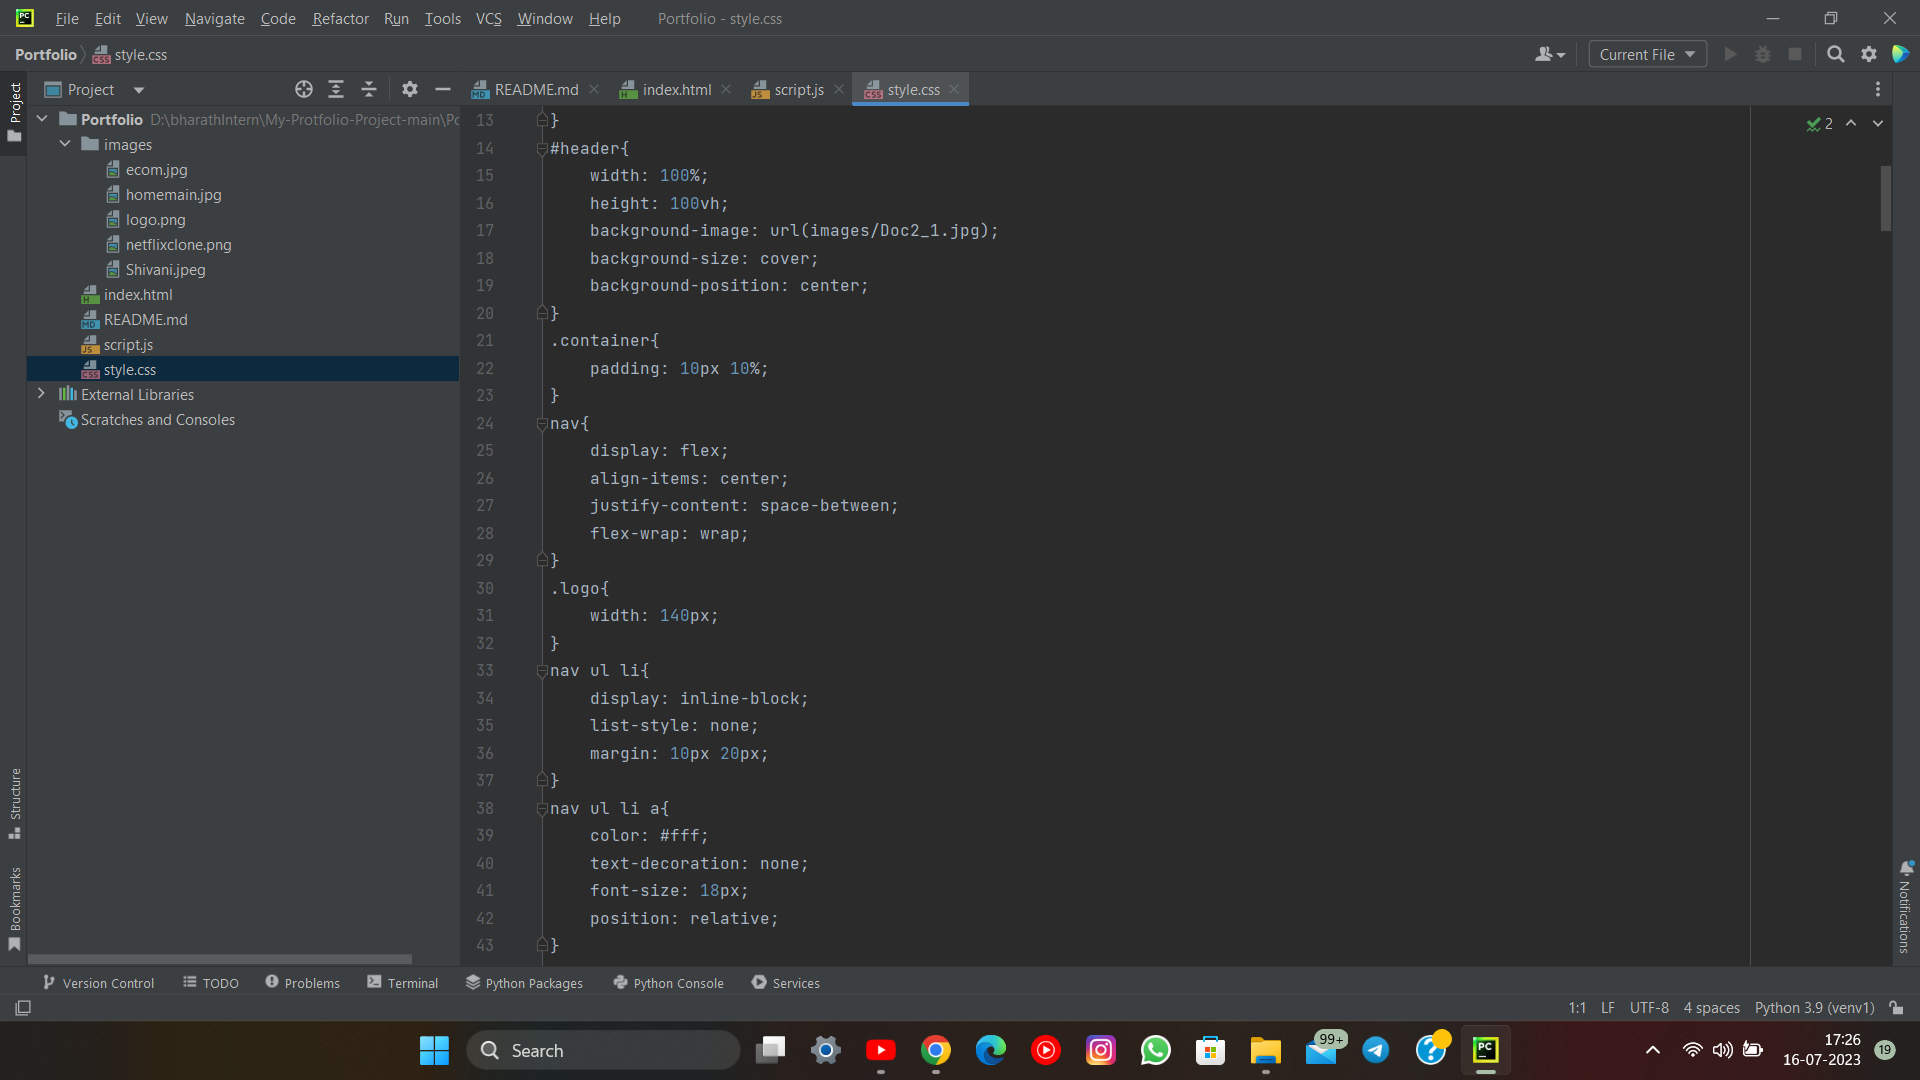 File Edit View Navigate Code Refactor Run Tools VCS Window Help Portfolio - style.css
Portfolio style.css Current File
Project README.md index.html script.js style.css
Project
Portfolio D:\bharathIntern\My-Protfolio-Project-main\Po
images
ecom.jpg
homemain.jpg
logo.png
netflixclone.png
Shivani.jpeg
index.html
README.md
script.js
style.css
External Libraries
Scratches and Consoles
2
13 }
14 #header{
15 width: 100%;
16 height: 100vh;
17 background-image: url(images/Doc2_1.jpg);
18 background-size: cover;
19 background-position: center;
20 }
21 .container{
22 padding: 10px 10%;
23 }
24 nav{
25 display: flex;
26 align-items: center;
27 justify-content: space-between;
28 flex-wrap: wrap;
29 }
30 .logo{
31 width: 140px;
32 }
33 nav ul li{
34 display: inline-block;
35 list-style: none;
36 margin: 10px 20px;
37 }
38 nav ul li a{
39 color: #fff;
40 text-decoration: none;
41 font-size: 18px;
42 position: relative;
43 }
Structure
Bookmarks
Notifications
Version Control TODO Problems Terminal Python Packages Python Console Services
1:1 LF UTF-8 4 spaces Python 3.9 (venv1)
Search 99+ PC 17:26
16-07-2023 19